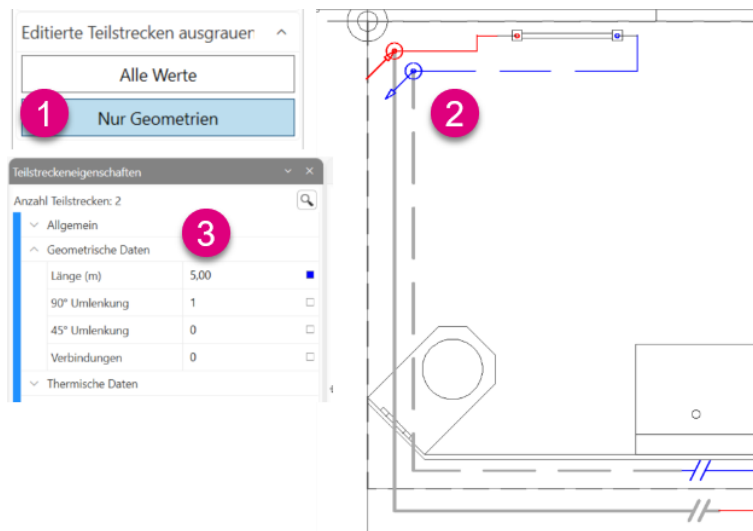 Editierte Teilstrecken ausgrauer
Alle Werte
1
Nur Geometrien
2
Teilstreckeneigenschaften
Anzahl Teilstrecken: 2
3
Allgemein
Geometrische Daten
Länge (m) 5,00
90° Umlenkung 1
45° Umlenkung 0
Verbindungen 0
Thermische Daten